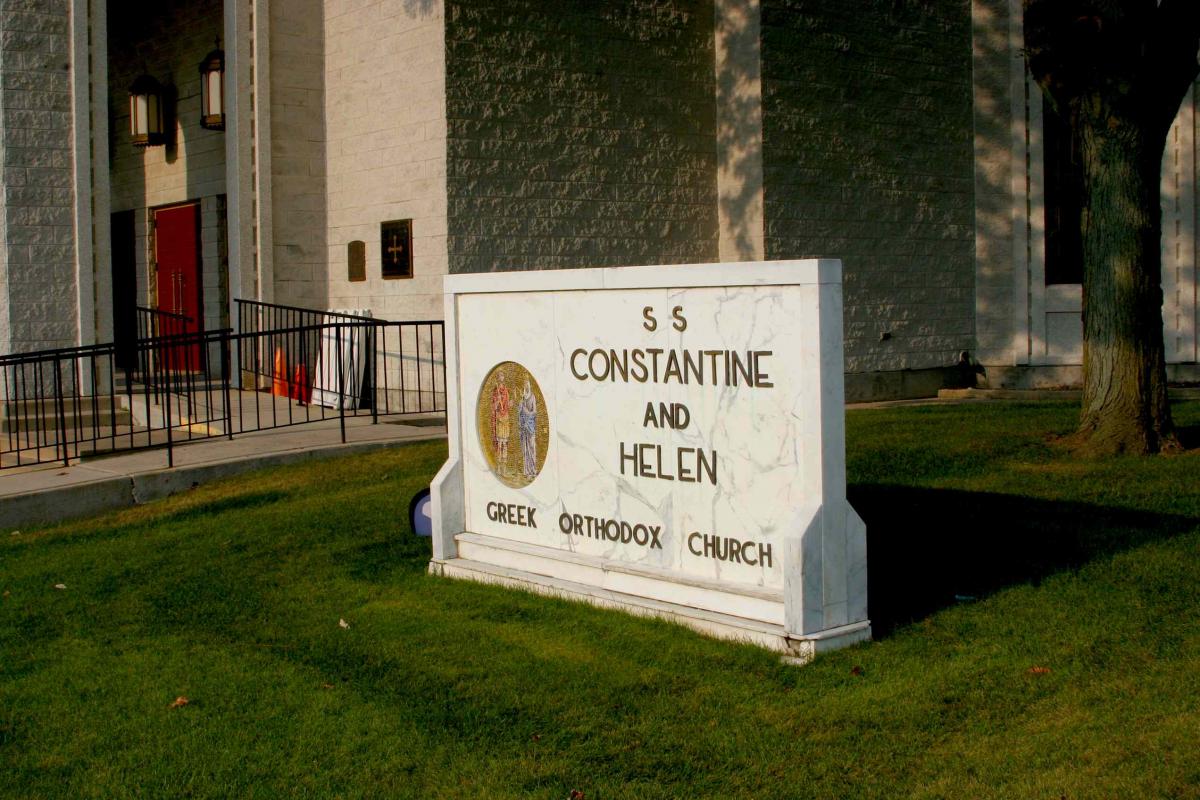 S S
CONSTANTINE
AND
HELEN
GREEK ORTHODOX CHURCH